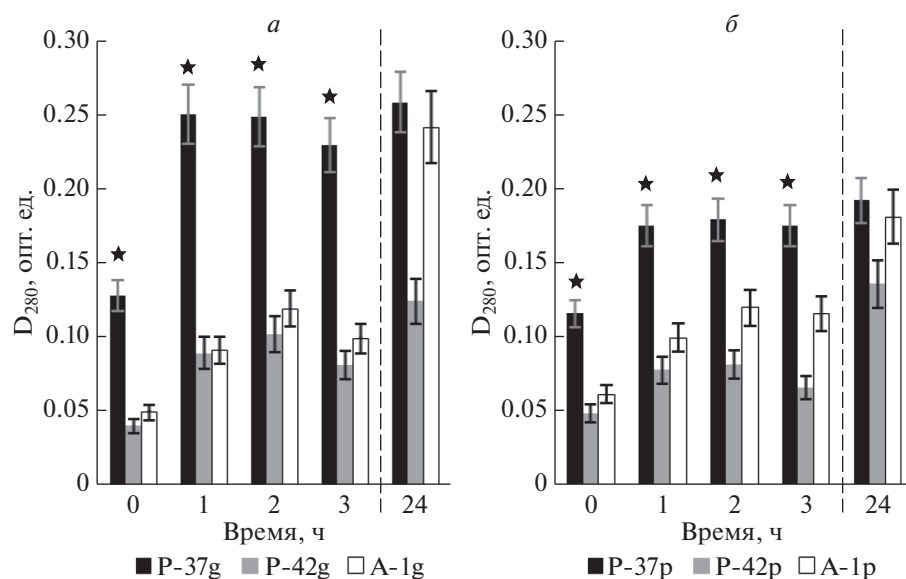 а
б
0.30
0.25
0.20
0.15
0.10
0.05
0
D₂₈₀, опт. ед.
0 1 2 3 24
Время, ч
P-37g P-42g A-1g
0.30
0.25
0.20
0.15
0.10
0.05
0
D₂₈₀, опт. ед.
0 1 2 3 24
Время, ч
P-37p P-42p A-1p